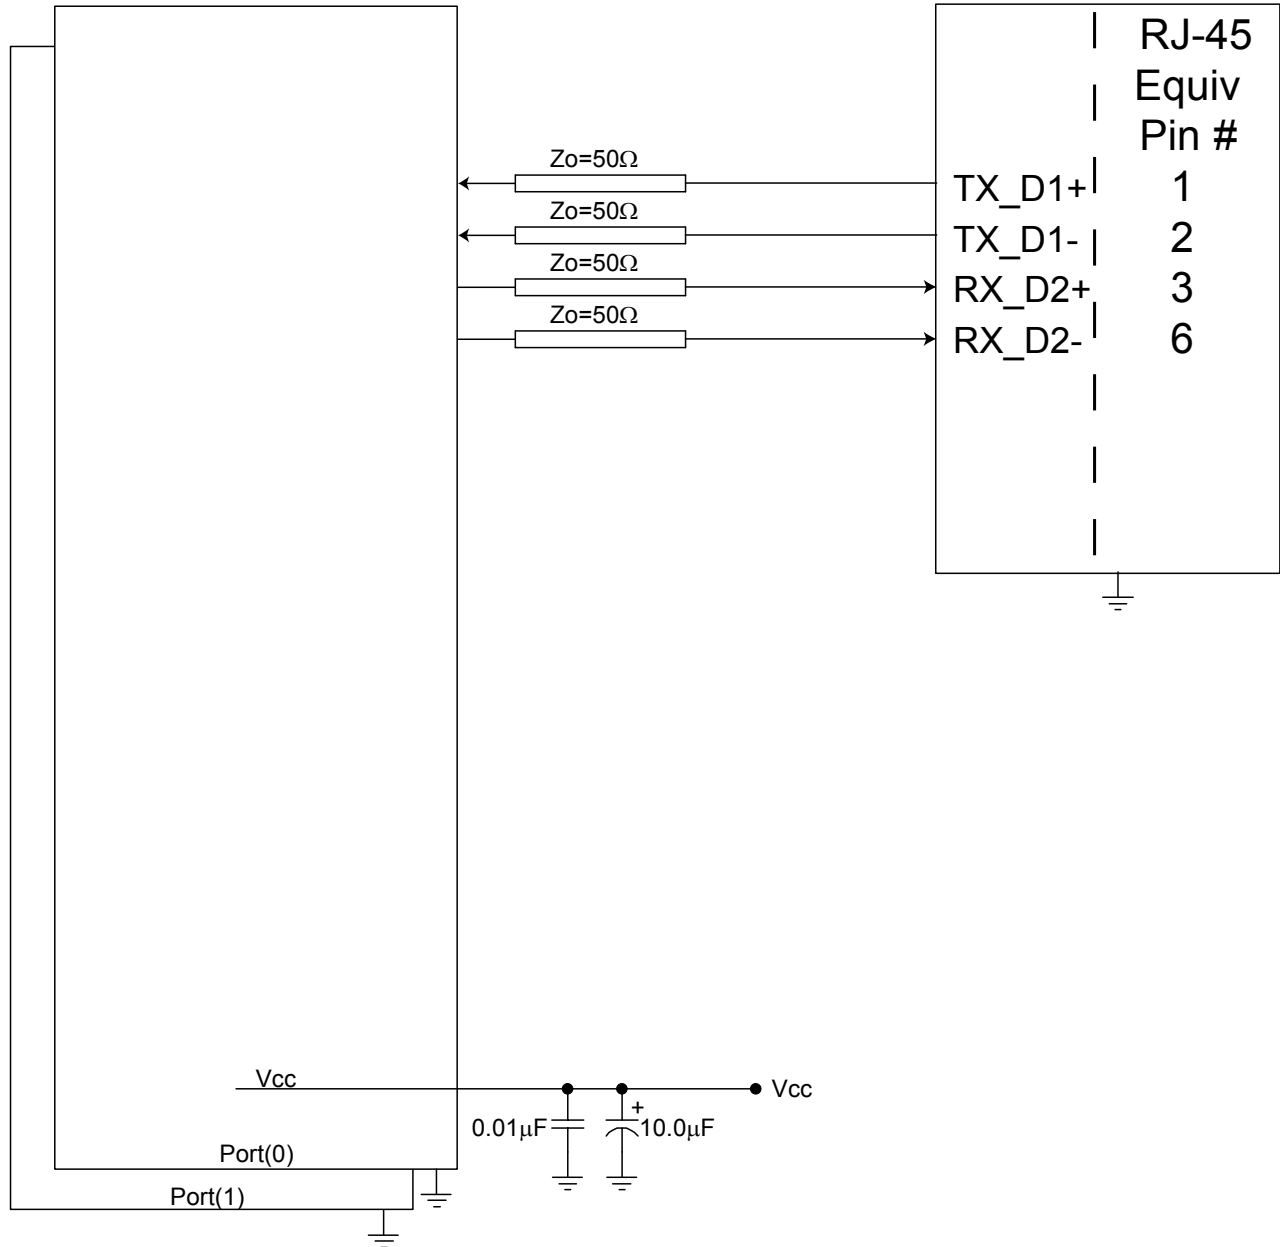 RJ-45
Equiv
Pin #
Zo=50Ω
TX_D1+ 1
Zo=50Ω
TX_D1- 2
Zo=50Ω
RX_D2+ 3
Zo=50Ω
RX_D2- 6
Vcc
Vcc
+
0.01μF
10.0μF
Port(0)
Port(1)